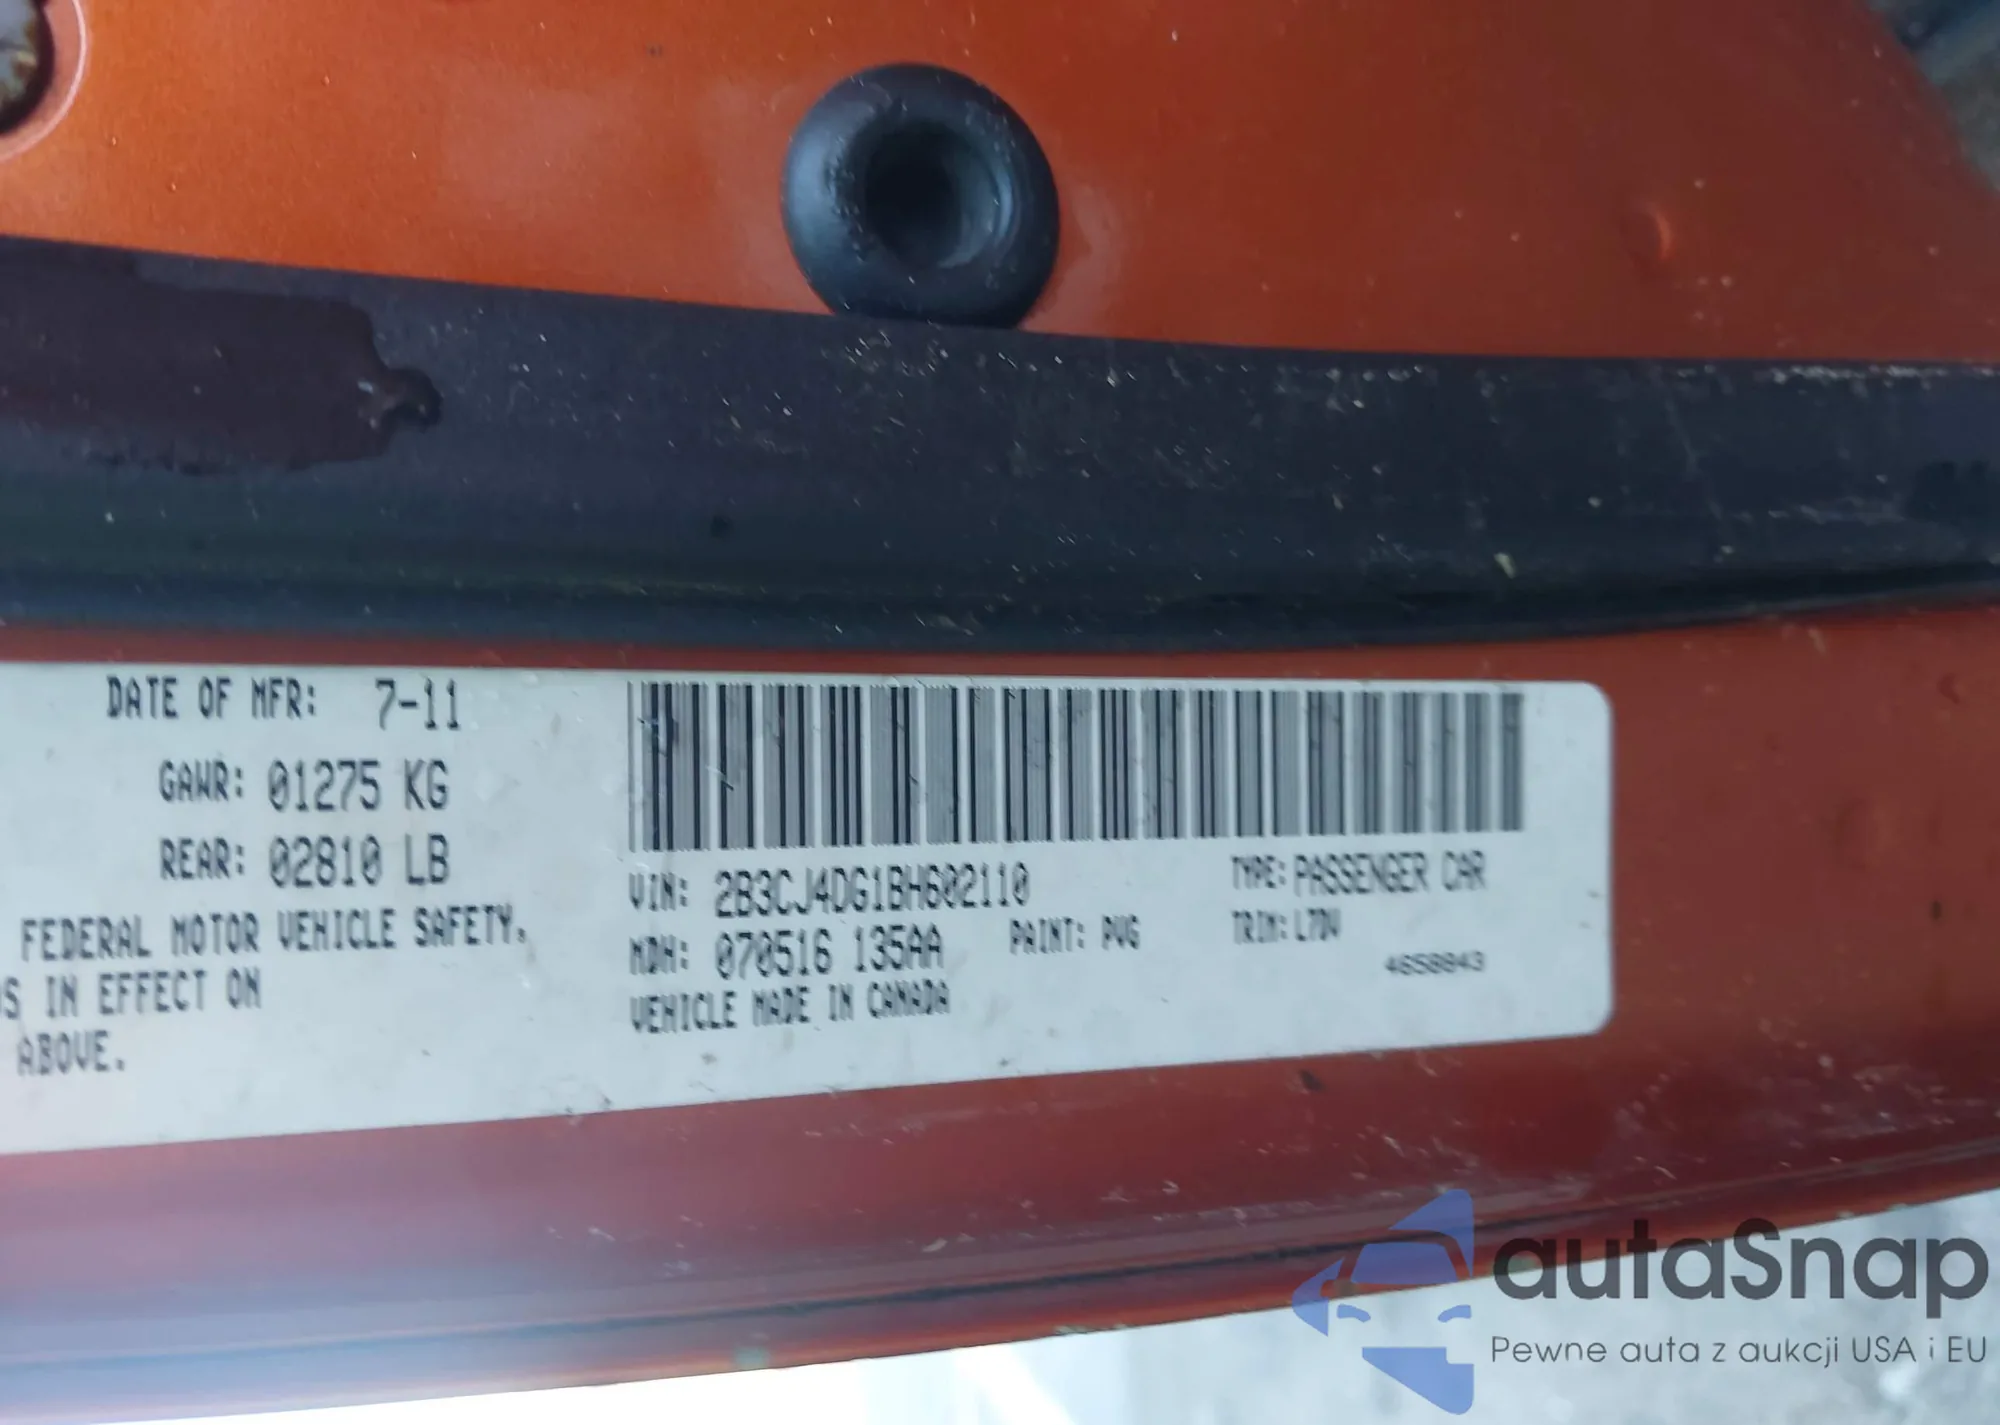 DATE OF MFR: 7-11
GAWR: 01275 KG
REAR: 02810 LB
FEDERAL MOTOR VEHICLE SAFETY,
DS IN EFFECT ON
ABOVE.
VIN: 2B3CJ4DG1BH602110
TYPE: PASSENGER CAR
MDH: 070516 135AA
PAINT: PVG
TRIM: L7DV
VEHICLE MADE IN CANADA
4658843
autaSnap
Pewne auta z aukcji USA i EU